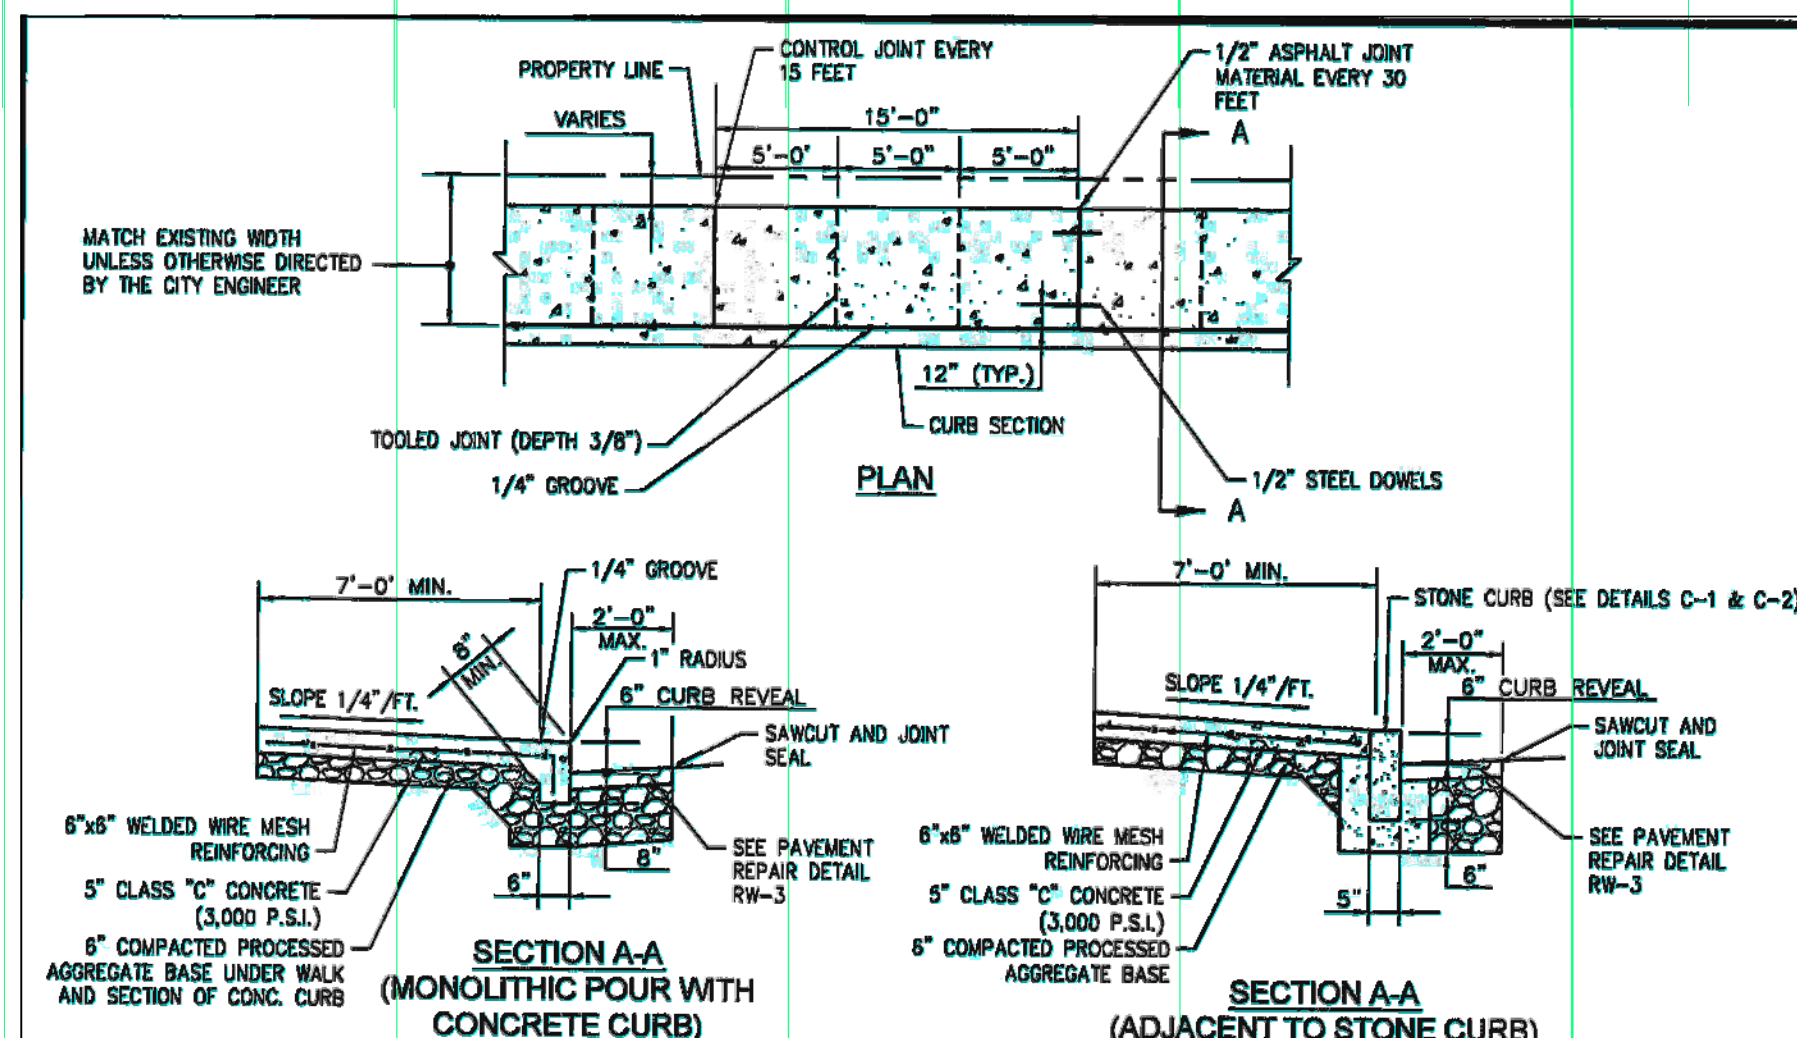 CONTROL JOINT EVERY
15 FEET
PROPERTY LINE
VARIES
1/2" ASPHALT JOINT
MATERIAL EVERY 30
FEET
15'-0"
A
5'-0'
5'-0"
5'-0"
MATCH EXISTING WIDTH
UNLESS OTHERWISE DIRECTED
BY THE CITY ENGINEER
12" (TYP.)
CURB SECTION
TOOLED JOINT (DEPTH 3/8")
1/4" GROOVE
PLAN
1/2" STEEL DOWELS
A
7'-0' MIN.
1/4" GROOVE
2'-0"
MAX.
8"
MIN.
1" RADIUS
6" CURB REVEAL
SLOPE 1/4"/FT.
SAWCUT AND JOINT
SEAL
6"x6" WELDED WIRE MESH
REINFORCING
5" CLASS "C" CONCRETE
(3,000 P.S.I.)
6" COMPACTED PROCESSED
AGGREGATE BASE UNDER WALK
AND SECTION OF CONC. CURB
6"
8"
SEE PAVEMENT
REPAIR DETAIL
RW-3
SECTION A-A
(MONOLITHIC POUR WITH
CONCRETE CURB)
7'-0' MIN.
STONE CURB (SEE DETAILS C-1 & C-2)
2'-0"
MAX.
6" CURB REVEAL
SLOPE 1/4"/FT.
SAWCUT AND
JOINT SEAL
6"x6" WELDED WIRE MESH
REINFORCING
5" CLASS "C" CONCRETE
(3,000 P.S.I.)
6" COMPACTED PROCESSED
AGGREGATE BASE
5"
6"
SEE PAVEMENT
REPAIR DETAIL
RW-3
SECTION A-A
(ADJACENT TO STONE CURB)